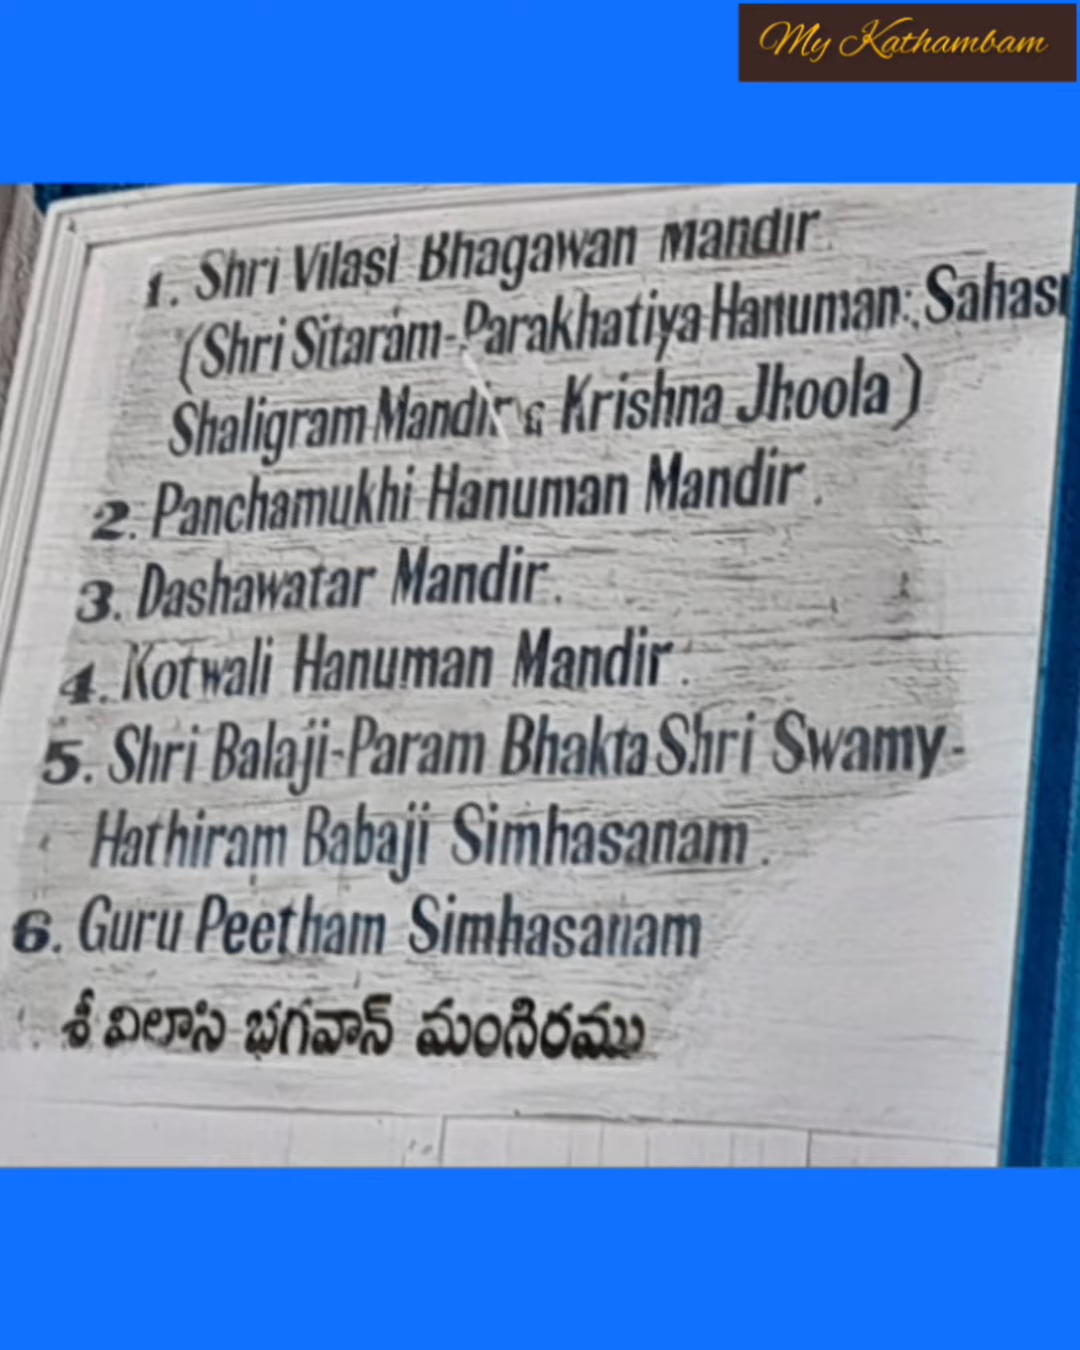 My Kathambam
1. Shri Vilasi Bhagawan Mandir
(Shri Sitaram-Parakhatiya Hanuman:
Shaligram Mandir & Krishna Jhoola)
2. Panchamukhi Hanuman Mandir.
3. Dashawatar Mandir.
4. Kotwali Hanuman Mandir.
5. Shri Balaji-Param Bhakta Shri Swamy-
Hathiram Babaji Simhasanam.
6. Guru Peetham Simhasanam
శ్రీ విలాసి భగవాన్ మందిరము